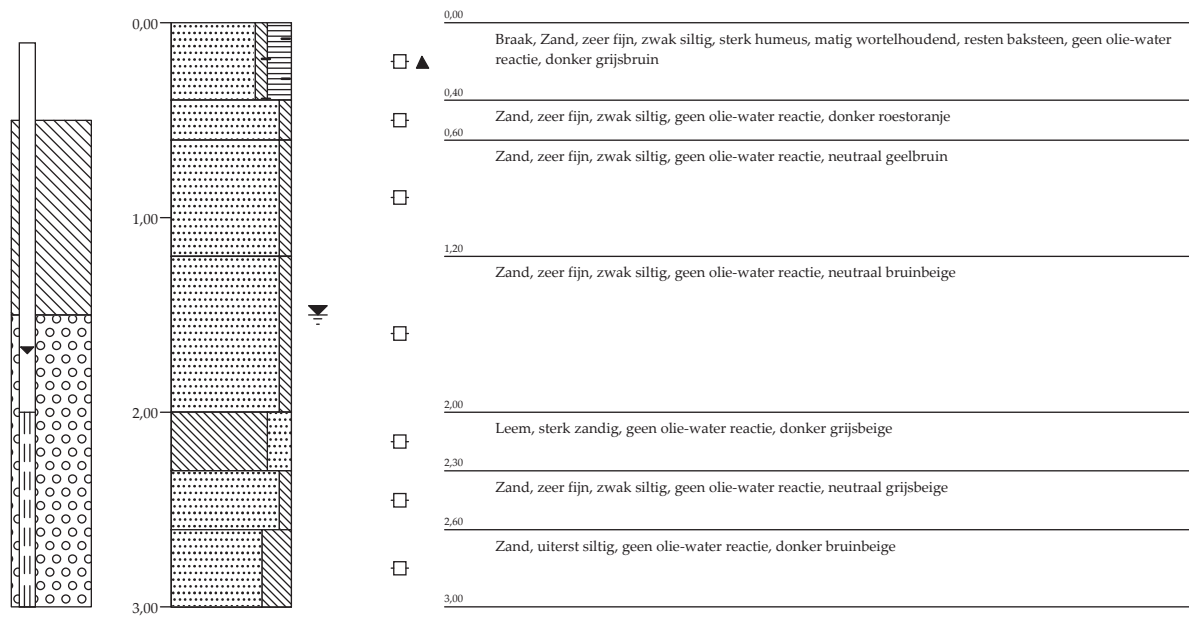 0,00
1,00
2,00
3,00
0,00
Braak, Zand, zeer fijn, zwak siltig, sterk humeus, matig wortelhoudend, resten baksteen, geen olie-water
reactie, donker grijsbruin
0,40
Zand, zeer fijn, zwak siltig, geen olie-water reactie, donker roestoranje
0,60
Zand, zeer fijn, zwak siltig, geen olie-water reactie, neutraal geelbruin
1,20
Zand, zeer fijn, zwak siltig, geen olie-water reactie, neutraal bruinbeige
2,00
Leem, sterk zandig, geen olie-water reactie, donker grijsbeige
2,30
Zand, zeer fijn, zwak siltig, geen olie-water reactie, neutraal grijsbeige
2,60
Zand, uiterst siltig, geen olie-water reactie, donker bruinbeige
3,00